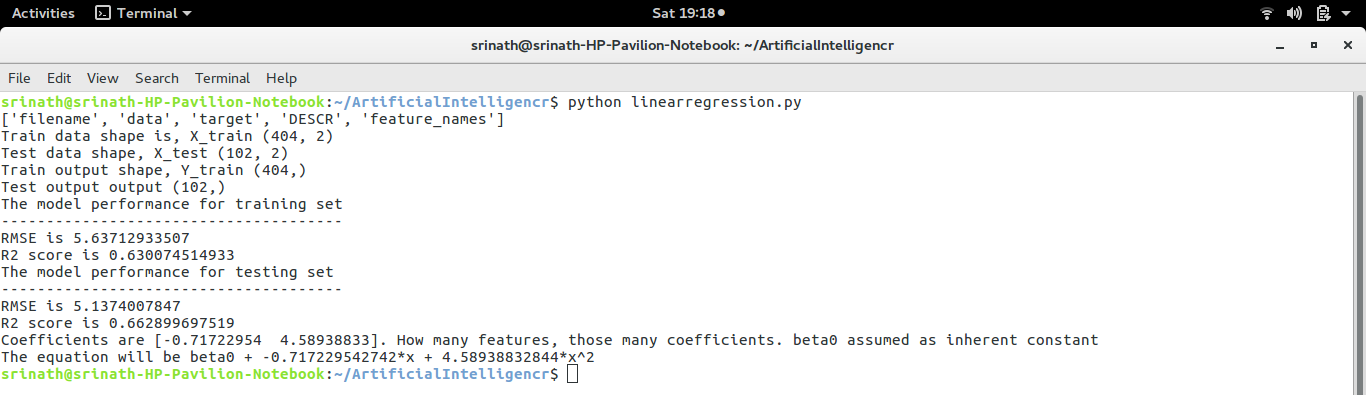 Activities Terminal Sat 19:18
srinath@srinath-HP-Pavilion-Notebook: ~/ArtificialIntelligencr
File Edit View Search Terminal Help
srinath@srinath-HP-Pavilion-Notebook:~/ArtificialIntelligencr$ python linearregression.py
['filename', 'data', 'target', 'DESCR', 'feature_names']
Train data shape is, X_train (404, 2)
Test data shape, X_test (102, 2)
Train output shape, Y_train (404,)
Test output output (102,)
The model performance for training set
--------------------------------------
RMSE is 5.63712933507
R2 score is 0.630074514933
The model performance for testing set
--------------------------------------
RMSE is 5.1374007847
R2 score is 0.662899697519
Coefficients are [-0.71722954  4.58938833]. How many features, those many coefficients. beta0 assumed as inherent constant
The equation will be beta0 + -0.717229542742*x + 4.58938832844*x^2
srinath@srinath-HP-Pavilion-Notebook:~/ArtificialIntelligencr$